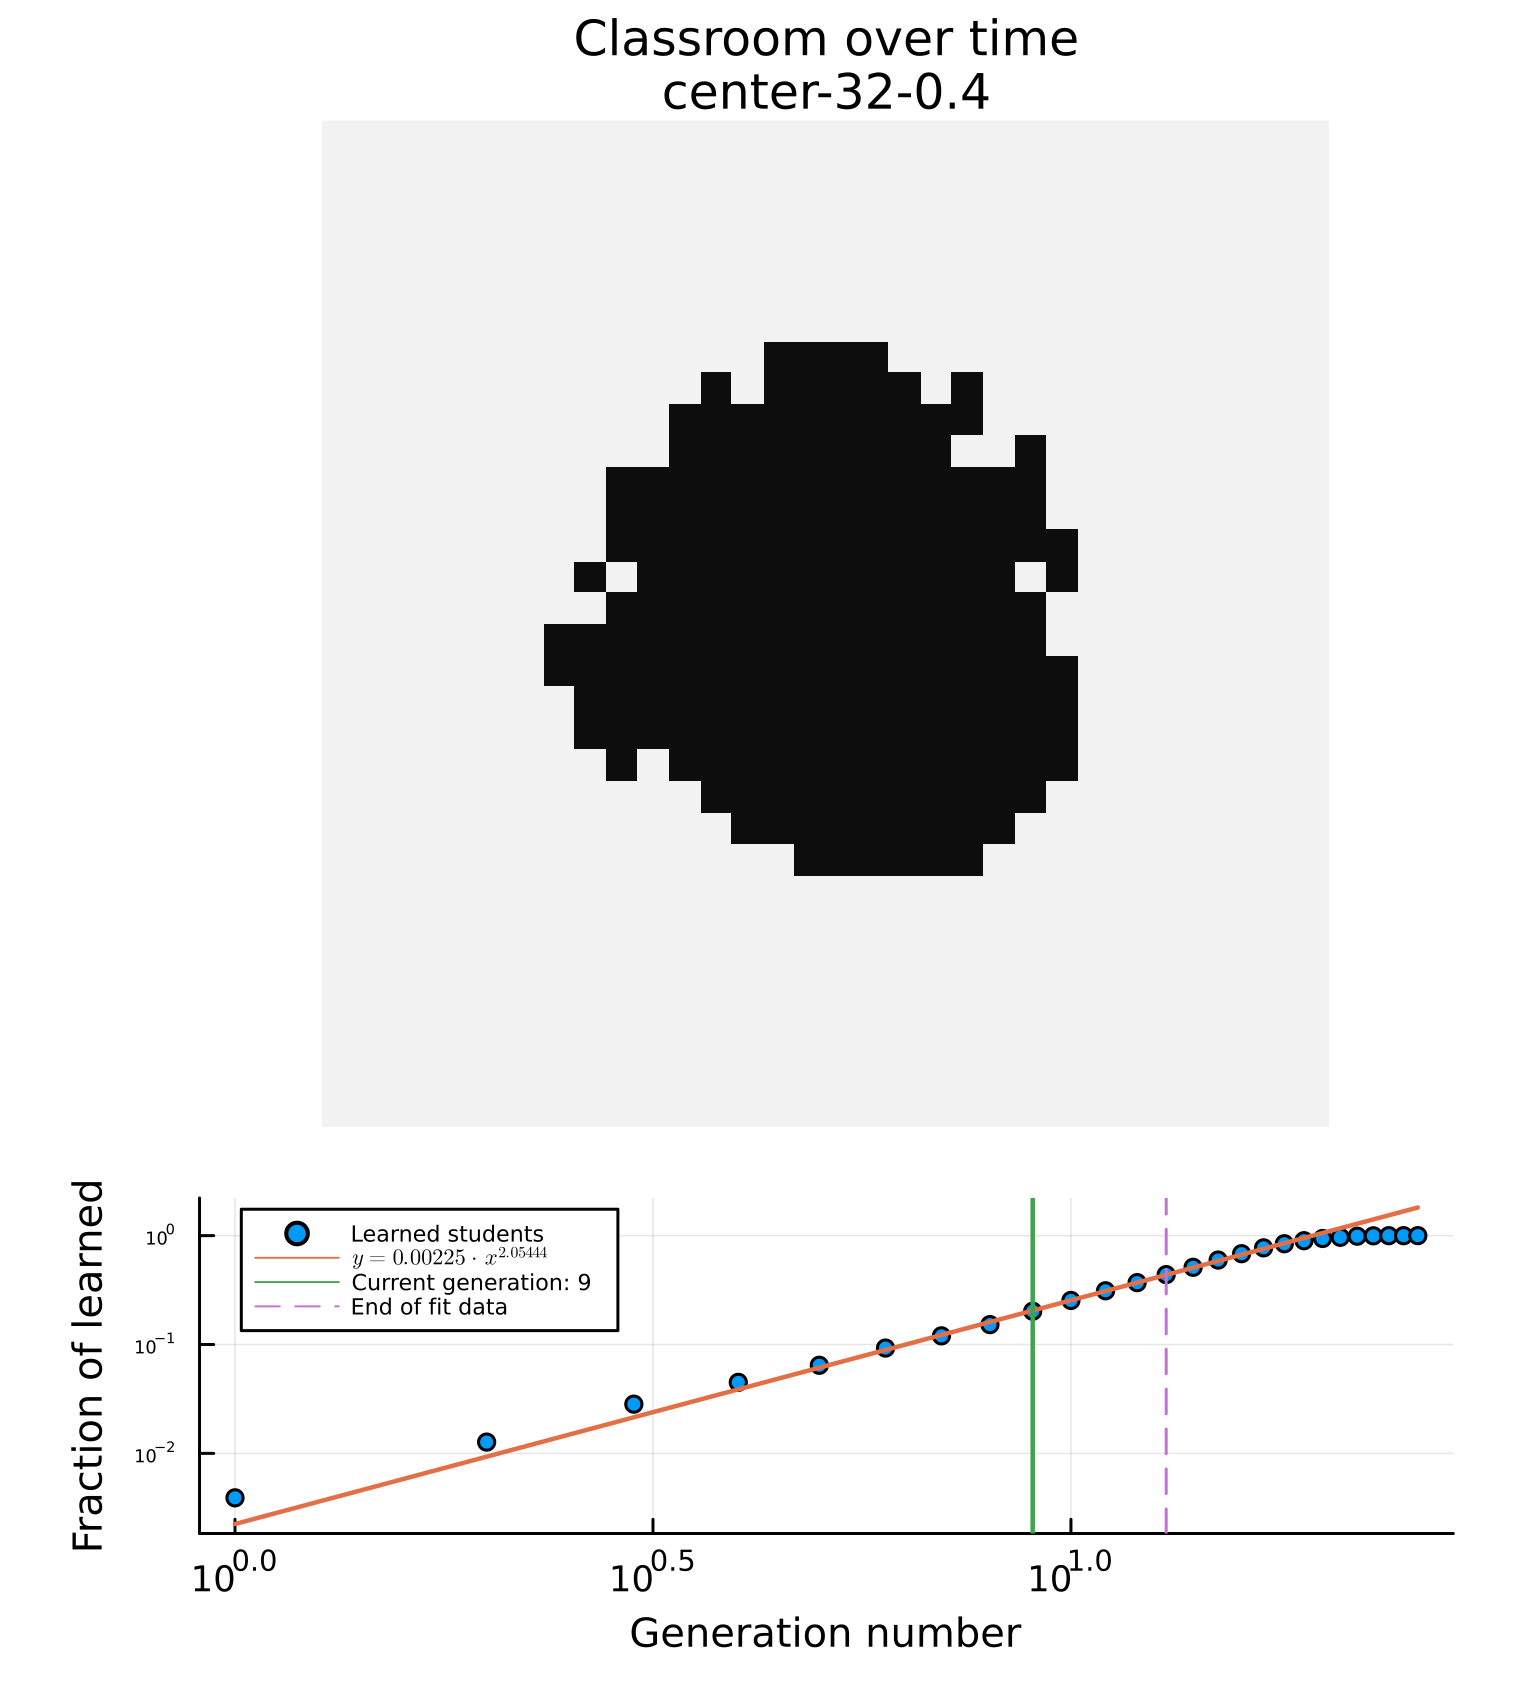 Classroom over time
center-32-0.4
Fraction of learned
10^0
10^-1
10^-2
Learned students
y = 0.00225 · x^2.05444
Current generation: 9
End of fit data
10^0.0 10^0.5 10^1.0
Generation number